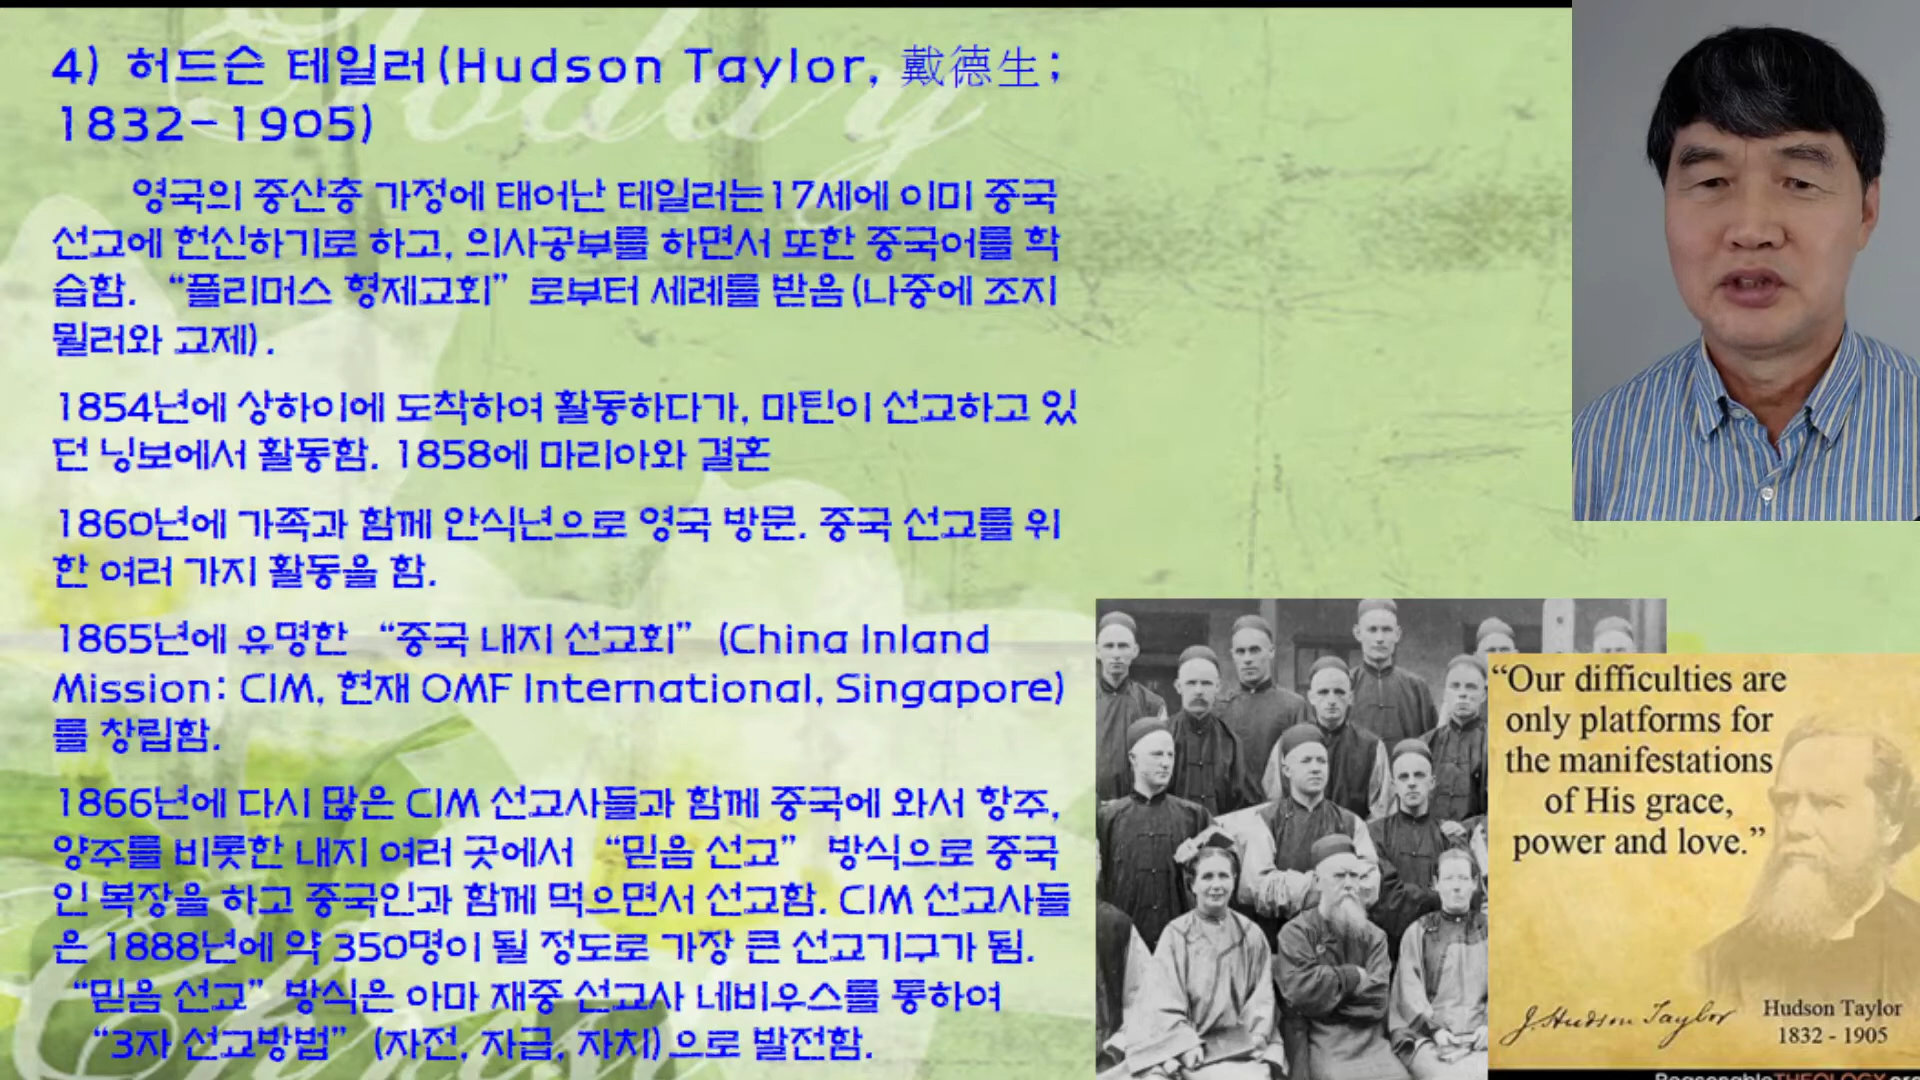 4) 허드슨 테일러(Hudson Taylor, 戴德生;
1832-1905)
영국의 중산층 가정에 태어난 테일러는17세에 이미 중국
선교에 헌신하기로 하고, 의사공부를 하면서 또한 중국어를 학
습함. “플리머스 형제교회” 로부터 세례를 받음(나중에 조지
뮐러와 교제).
1854년에 상하이에 도착하여 활동하다가, 마틴이 선교하고 있
던 닝보에서 활동함. 1858에 마리아와 결혼
1860년에 가족과 함께 안식년으로 영국 방문. 중국 선교를 위
한 여러 가지 활동을 함.
1865년에 유명한 “중국 내지 선교회” (China Inland
Mission: CIM, 현재 OMF International, Singapore)
를 창립함.
1866년에 다시 많은 CIM 선교사들과 함께 중국에 와서 항주,
양주를 비롯한 내지 여러 곳에서 “믿음 선교” 방식으로 중국
인 복장을 하고 중국인과 함께 먹으면서 선교함. CIM 선교사들
은 1888년에 약 350명이 될 정도로 가장 큰 선교기구가 됨.
“믿음 선교” 방식은 아마 재중 선교사 네비우스를 통하여
“3자 선교방법” (자전, 자급, 자치)으로 발전함.
“Our difficulties are
only platforms for
the manifestations
of His grace,
power and love.”
J. Hudson Taylor
Hudson Taylor
1832 - 1905
ReasonableTHEOLOGY.org